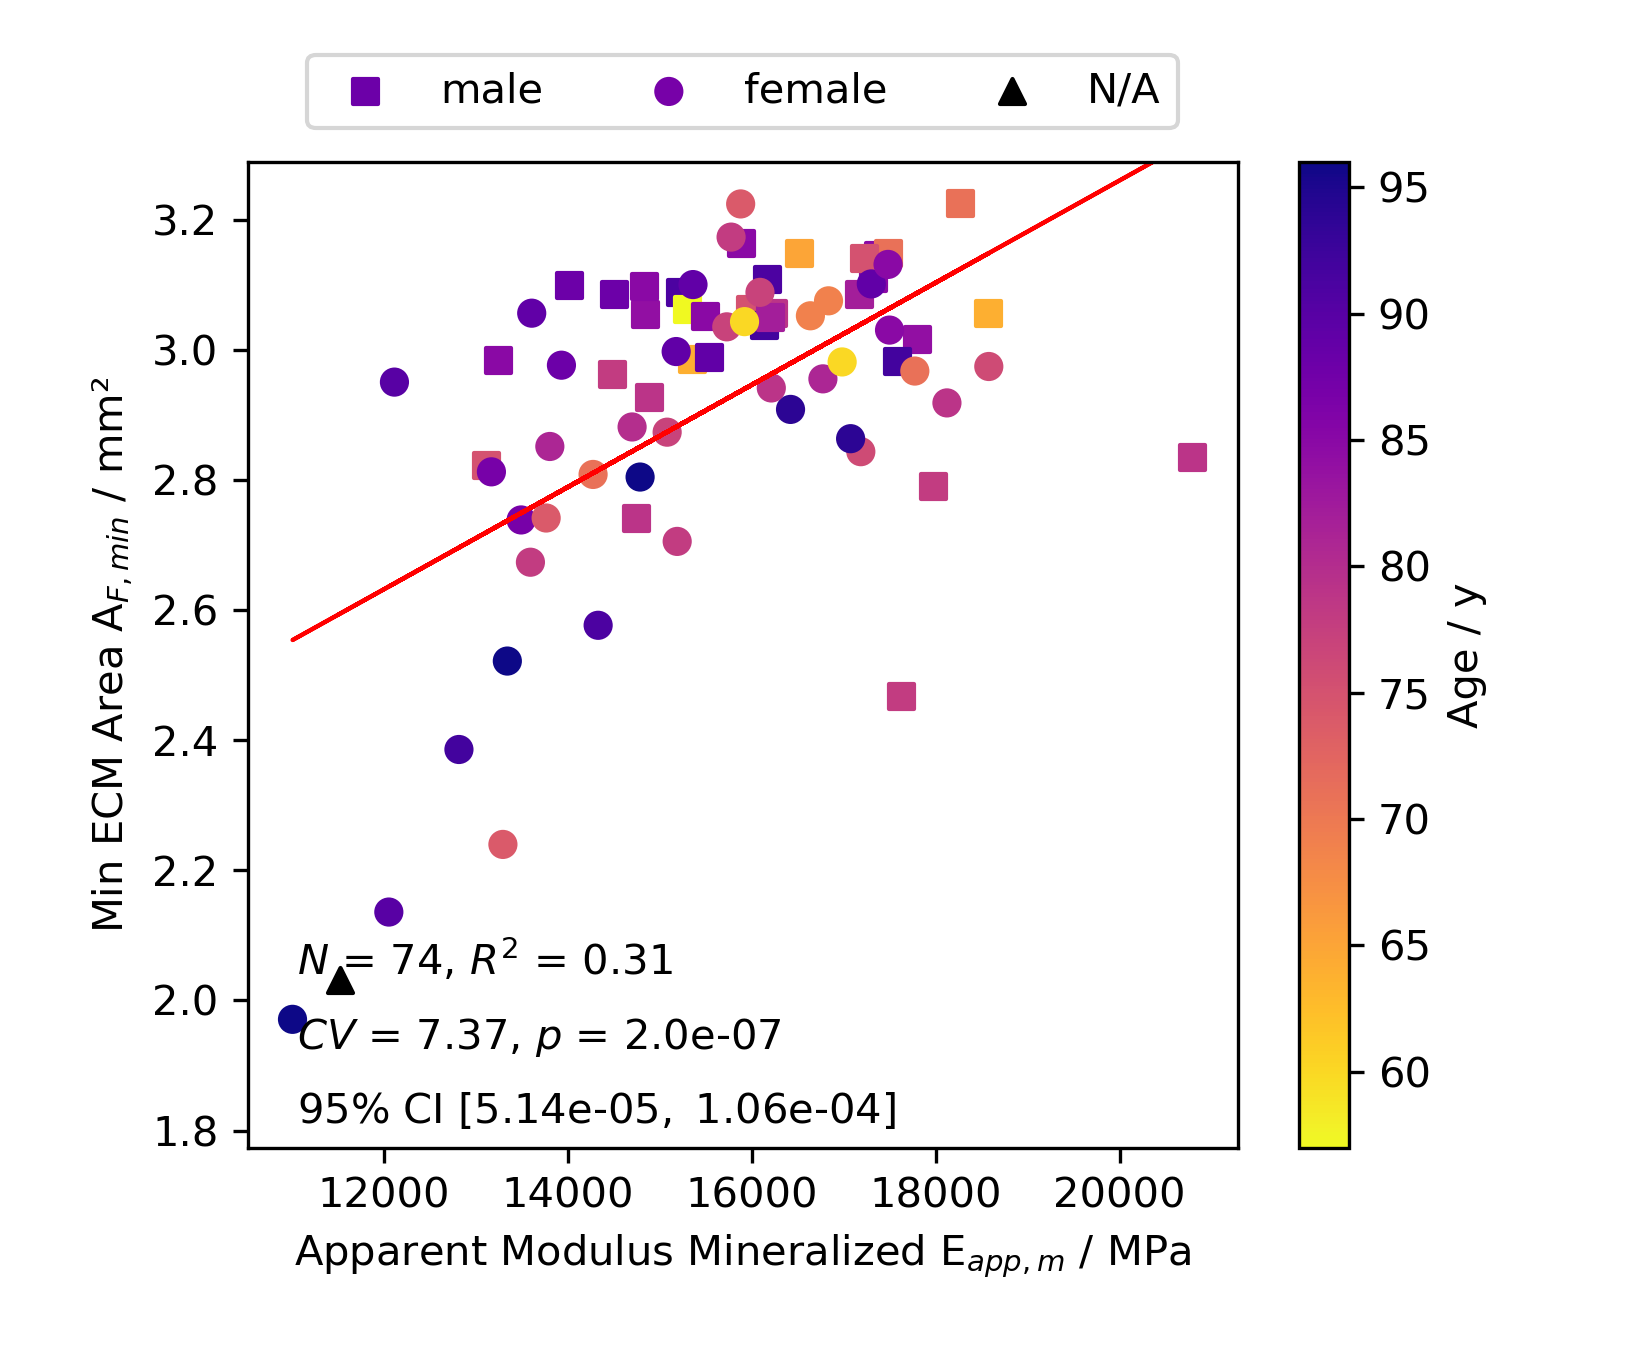 male female N/A
3.2
3.0
2.8
2.6
2.4
2.2
2.0
1.8
Min ECM Area A_{F,min} / mm²
N = 74, R² = 0.31
CV = 7.37, p = 2.0e-07
95% CI [5.14e-05, 1.06e-04]
12000 14000 16000 18000 20000
Apparent Modulus Mineralized E_{app,m} / MPa
95
90
85
80
75
70
65
60
Age / y